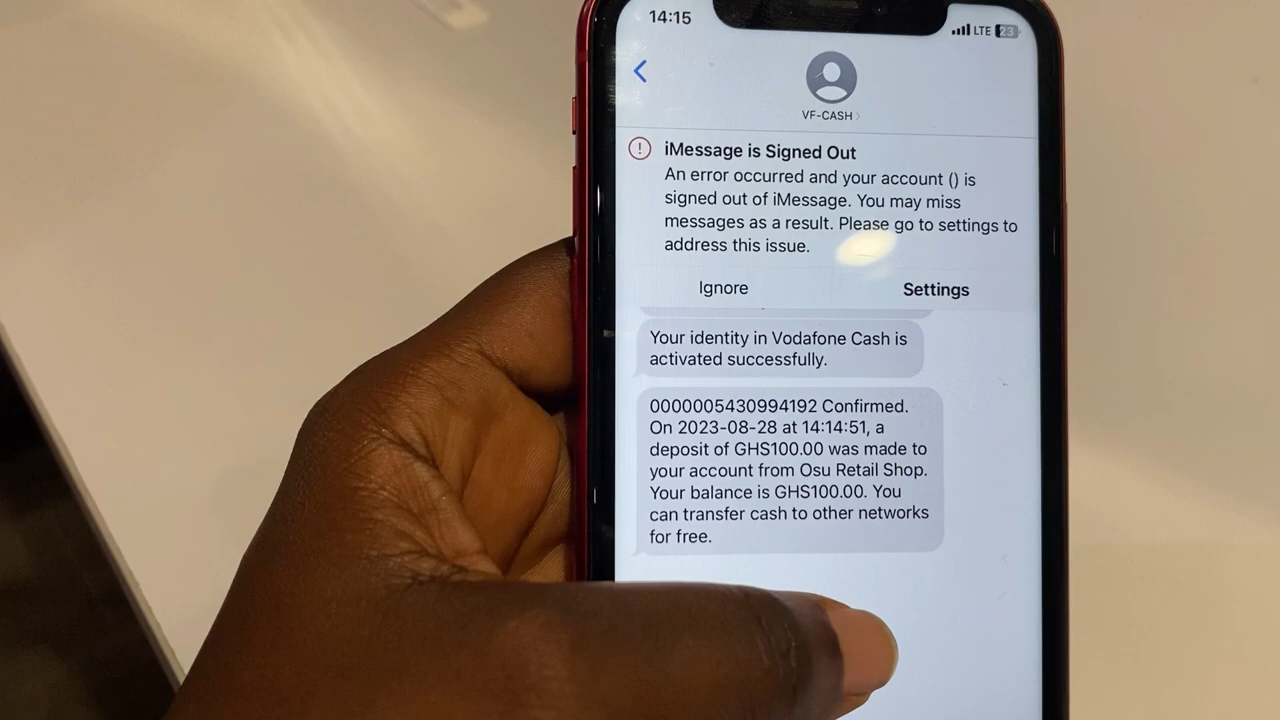 14:15
LTE 23
VF-CASH
iMessage is Signed Out
An error occurred and your account () is
signed out of iMessage. You may miss
messages as a result. Please go to settings to
address this issue.
Ignore
Settings
Your identity in Vodafone Cash is
activated successfully.
0000005430994192 Confirmed.
On 2023-08-28 at 14:14:51, a
deposit of GHS100.00 was made to
your account from Osu Retail Shop.
Your balance is GHS100.00. You
can transfer cash to other networks
for free.